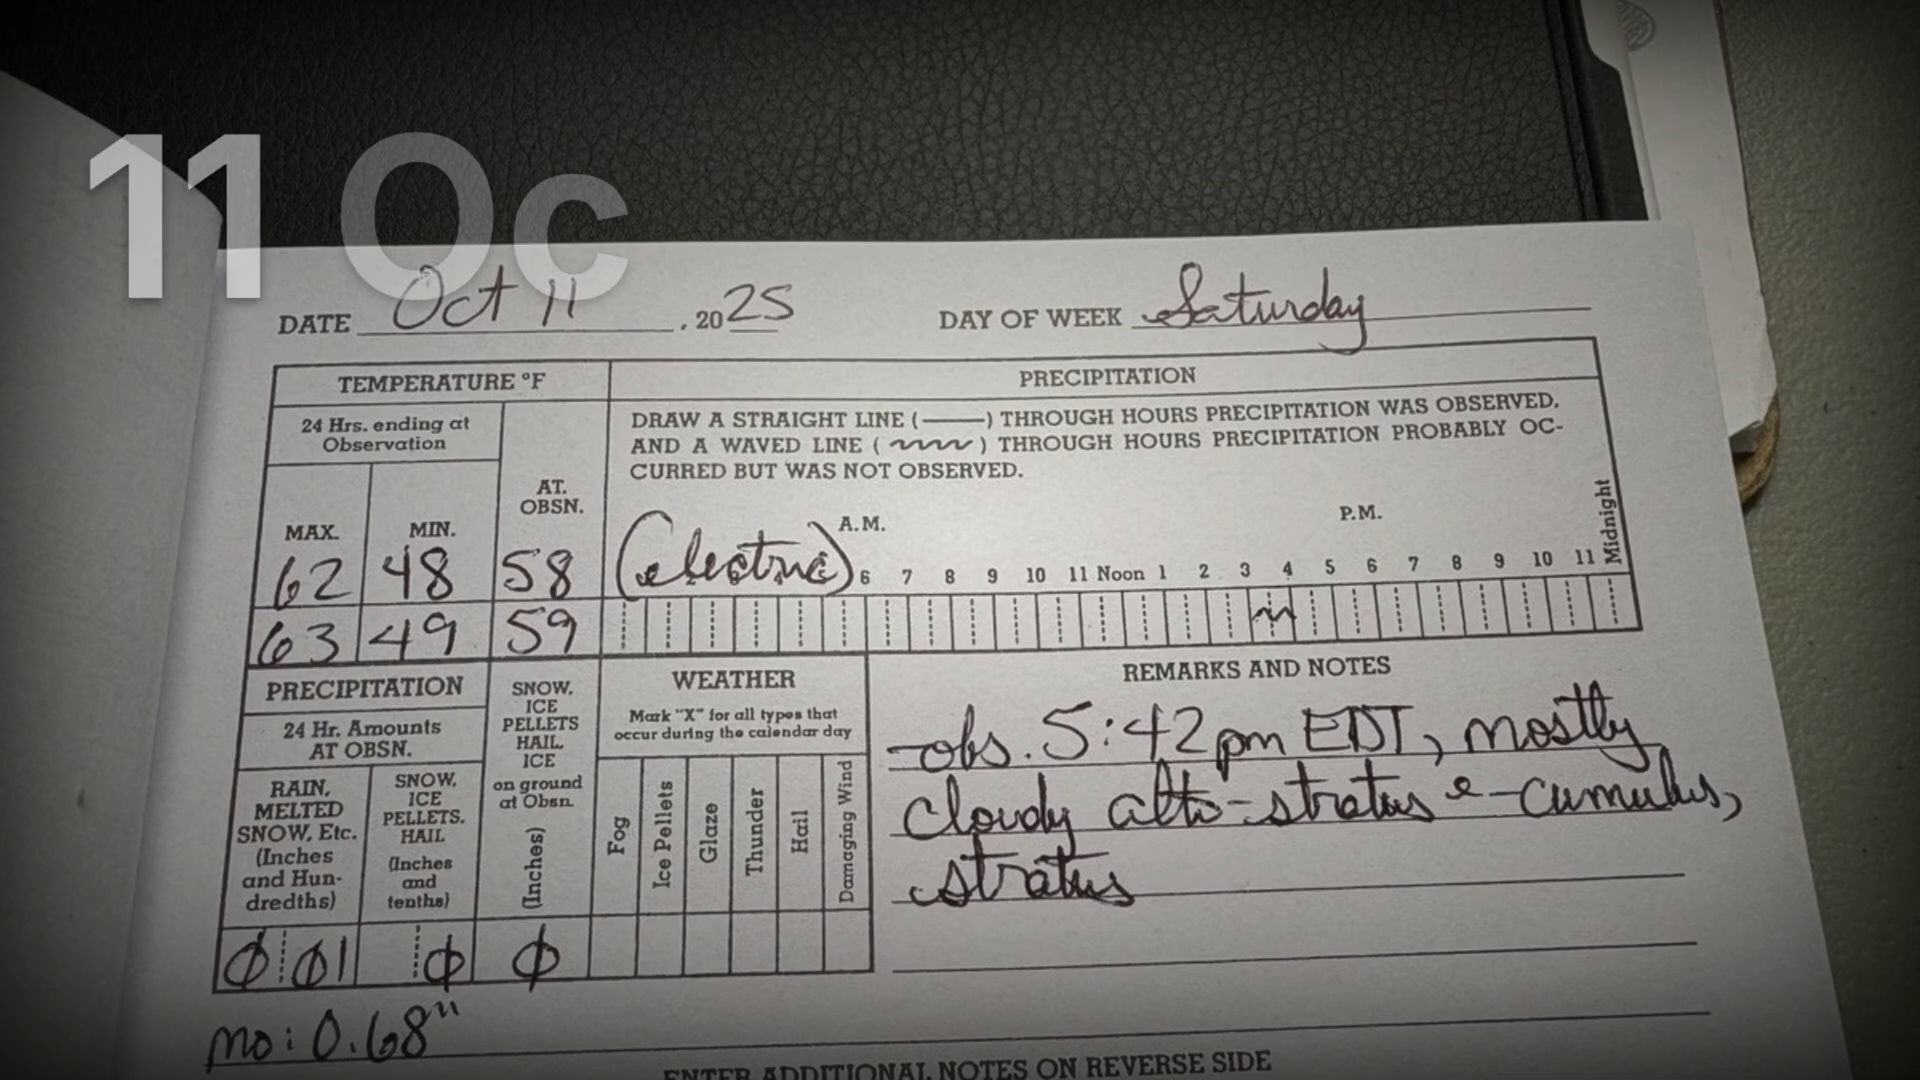 11 Oc
DATE Oct 11, 2025 DAY OF WEEK Saturday
TEMPERATURE °F PRECIPITATION
24 Hrs. ending at
Observation
DRAW A STRAIGHT LINE (——) THROUGH HOURS PRECIPITATION WAS OBSERVED,
AND A WAVED LINE (~~~~) THROUGH HOURS PRECIPITATION PROBABLY OC-
CURRED BUT WAS NOT OBSERVED.
MAX. MIN. AT. OBSN.
A.M. P.M.
62 48 58 (electric) 6 7 8 9 10 11 Noon 1 2 3 4 5 6 7 8 9 10 11 Midnight
63 49 59
PRECIPITATION
24 Hr. Amounts
AT OBSN.
RAIN,
MELTED
SNOW, Etc.
(Inches
and Hun-
dredths)
SNOW,
ICE
PELLETS,
HAIL
(Inches
and
tenths)
SNOW,
ICE
PELLETS
HAIL,
ICE
on ground
at Obsn.
(Inches)
WEATHER
Mark "X" for all types that
occur during the calendar day
Fog
Ice Pellets
Glaze
Thunder
Hail
Damaging Wind
REMARKS AND NOTES
obs. 5:42pm EDT, mostly
cloudy alto-stratus & -cumulus,
stratus
0 01 0 0
mo: 0.68"
ENTER ADDITIONAL NOTES ON REVERSE SIDE